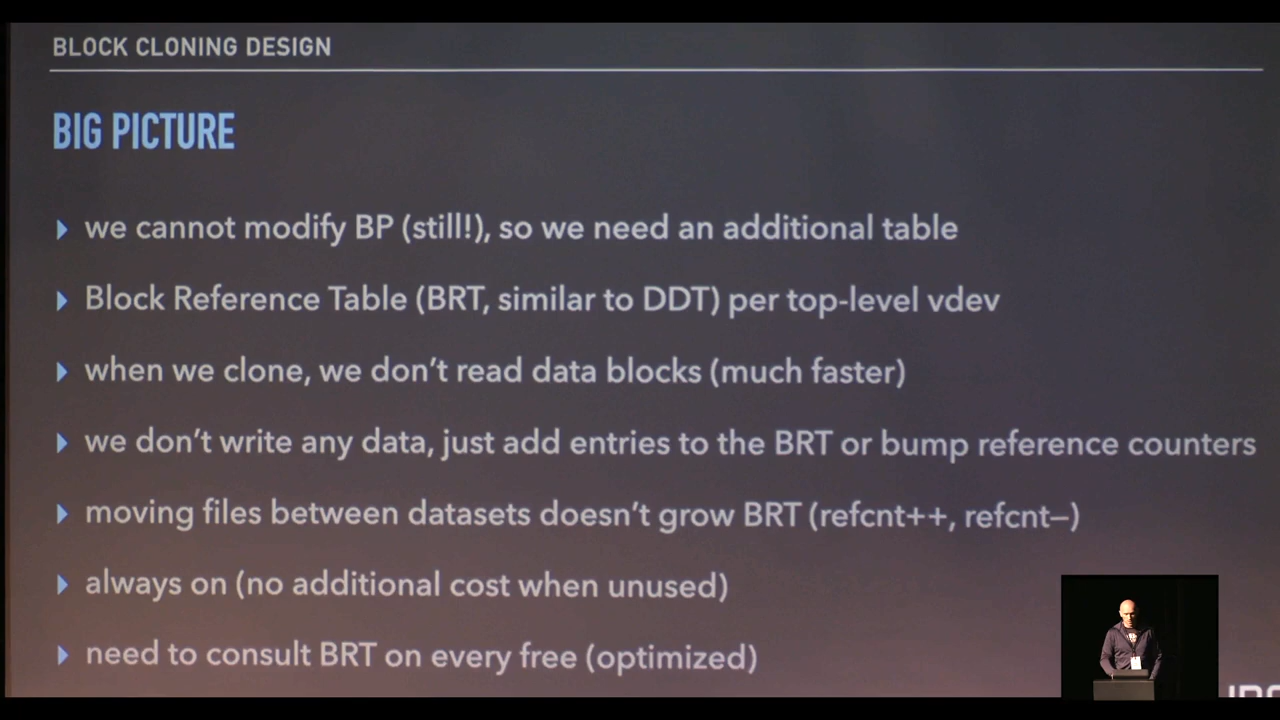 BLOCK CLONING DESIGN
BIG PICTURE
we cannot modify BP (still!), so we need an additional table
Block Reference Table (BRT, similar to DDT) per top-level vdev
when we clone, we don't read data blocks (much faster)
we don't write any data, just add entries to the BRT or bump reference counters
moving files between datasets doesn't grow BRT (refcnt++, refcnt—)
always on (no additional cost when unused)
need to consult BRT on every free (optimized)